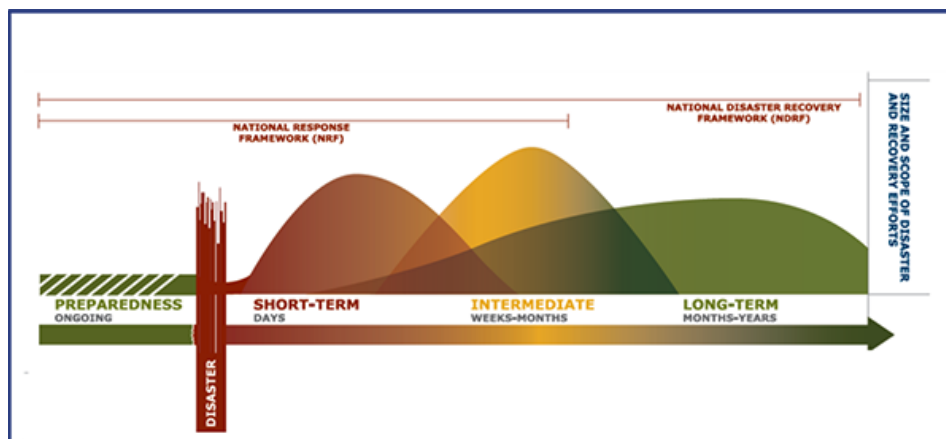 NATIONAL DISASTER RECOVERY
FRAMEWORK (NDRF)
NATIONAL RESPONSE
FRAMEWORK (NRF)
SIZE AND SCOPE OF DISASTER
AND RECOVERY EFFORTS
PREPAREDNESS
ONGOING
SHORT-TERM
DAYS
INTERMEDIATE
WEEKS-MONTHS
LONG-TERM
MONTHS-YEARS
DISASTER